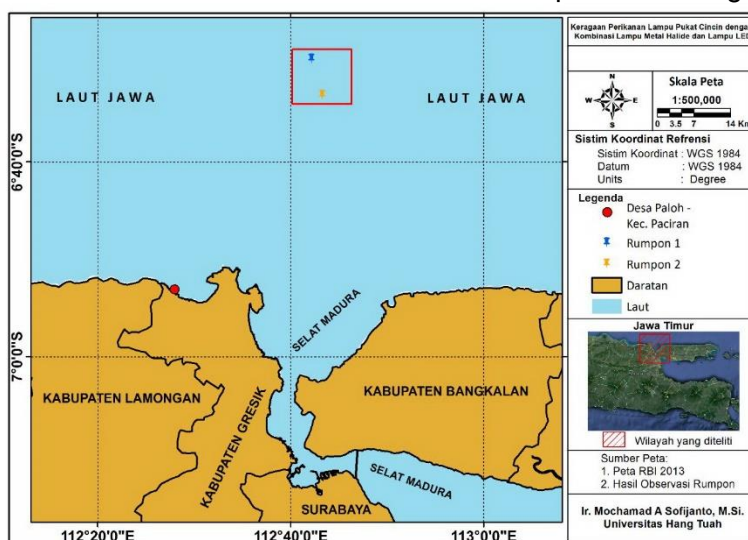 Keragaan Perikanan Lampu Pukat Cincin denga
Kombinasi Lampu Metal Halide dan Lampu LED
N
W E
S
Skala Peta
1:500,000
0 3.5 7 14 Km
Sistim Koordinat Refrensi
Sistim Koordinat : WGS 1984
Datum : WGS 1984
Units : Degree
Legenda
Desa Paloh -
Kec. Paciran
Rumpon 1
Rumpon 2
Daratan
Laut
Jawa Timur
Wilayah yang diteliti
Sumber Peta:
1. Peta RBI 2013
2. Hasil Observasi Rumpon
Ir. Mochamad A Sofijanto, M.Si.
Universitas Hang Tuah
LAUT JAWA
LAUT JAWA
6°40'0"S
7°0'0"S
SELAT MADURA
KABUPATEN LAMONGAN
KABUPATEN GRESIK
KABUPATEN BANGKALAN
SELAT MADURA
SURABAYA
112°20'0"E
112°40'0"E
113°0'0"E